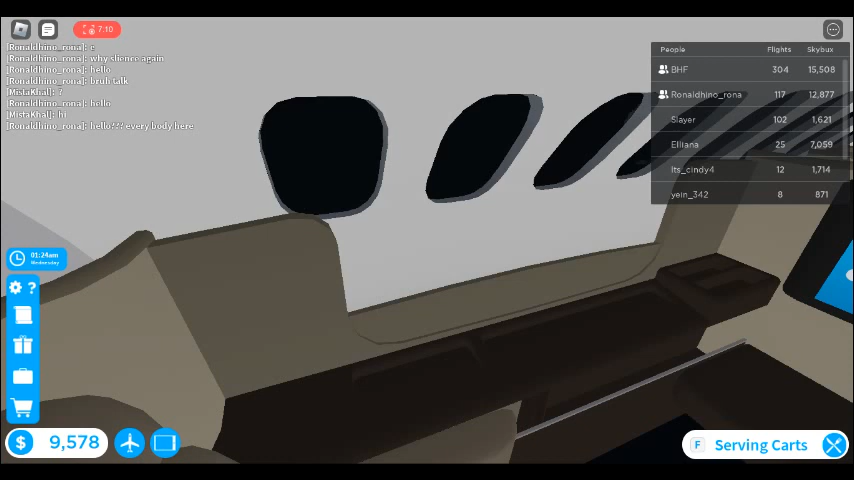 7:10
[Ronaldhino_rona]: e
[Ronaldhino_rona]: why slience again
[Ronaldhino_rona]: hello
[Ronaldhino_rona]: bruh talk
[MistaKhal]: ?
[Ronaldhino_rona]: hello
[MistaKhal]: hi
[Ronaldhino_rona]: hello??? every body here
People Flights Skybux
BHF 304 15,508
Ronaldhino_rona 117 12,877
Slayer 102 1,621
Elliana 25 7,059
Its_cindy4 12 1,714
yein_342 8 871
01:24am
Wednesday
?
$ 9,578
F Serving Carts